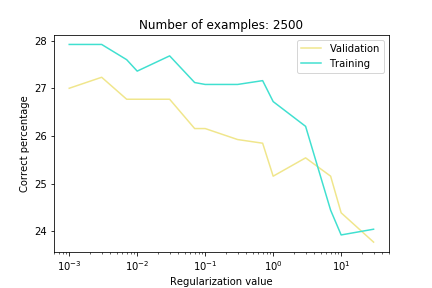 Number of examples: 2500
Validation
Training
28
27
26
25
24
Correct percentage
10⁻³
10⁻²
10⁻¹
10⁰
10¹
Regularization value